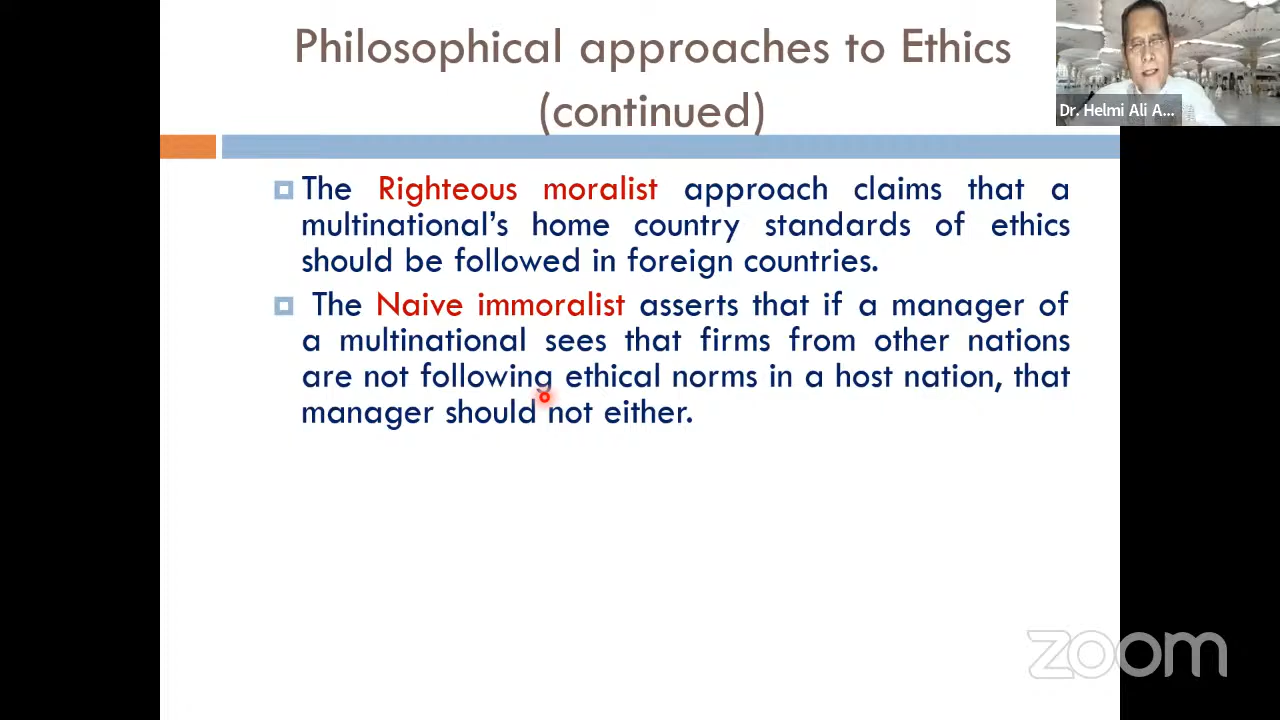 Philosophical approaches to Ethics
(continued)
Dr. Helmi Ali A...
The Righteous moralist approach claims that a
multinational's home country standards of ethics
should be followed in foreign countries.
The Naive immoralist asserts that if a manager of
a multinational sees that firms from other nations
are not following ethical norms in a host nation, that
manager should not either.
zoom